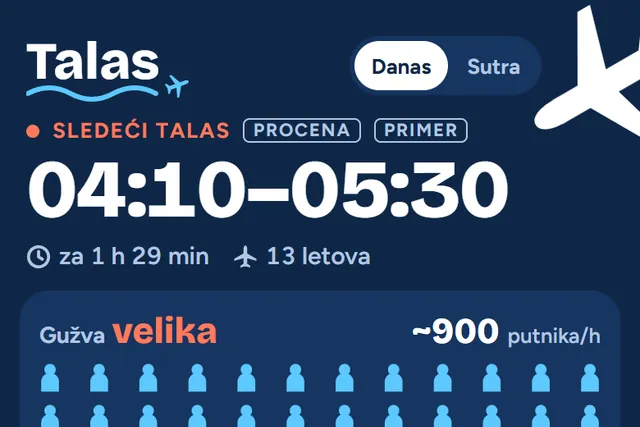 Talas
Danas Sutra
SLEDEĆI TALAS PROCENA PRIMER
04:10–05:30
za 1 h 29 min 13 letova
Gužva velika ~900 putnika/h